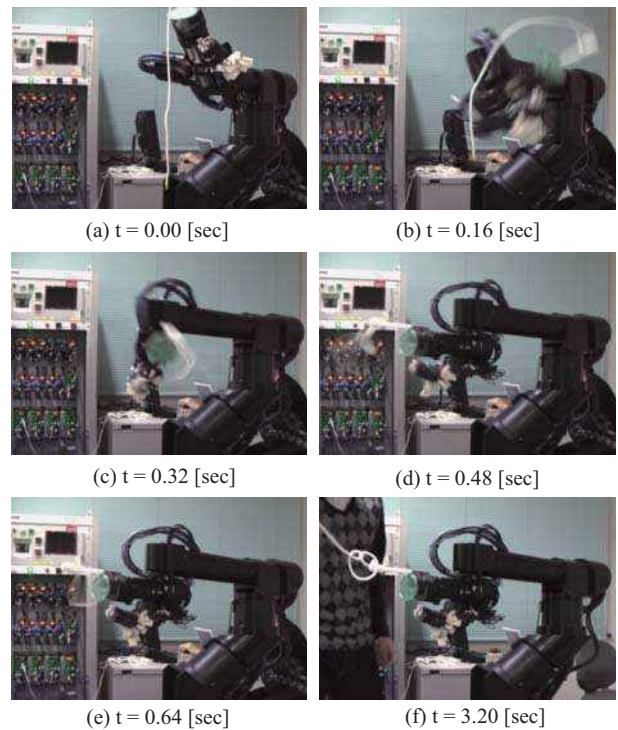 (a) t = 0.00 [sec]
(b) t = 0.16 [sec]
(c) t = 0.32 [sec]
(d) t = 0.48 [sec]
(e) t = 0.64 [sec]
(f) t = 3.20 [sec]